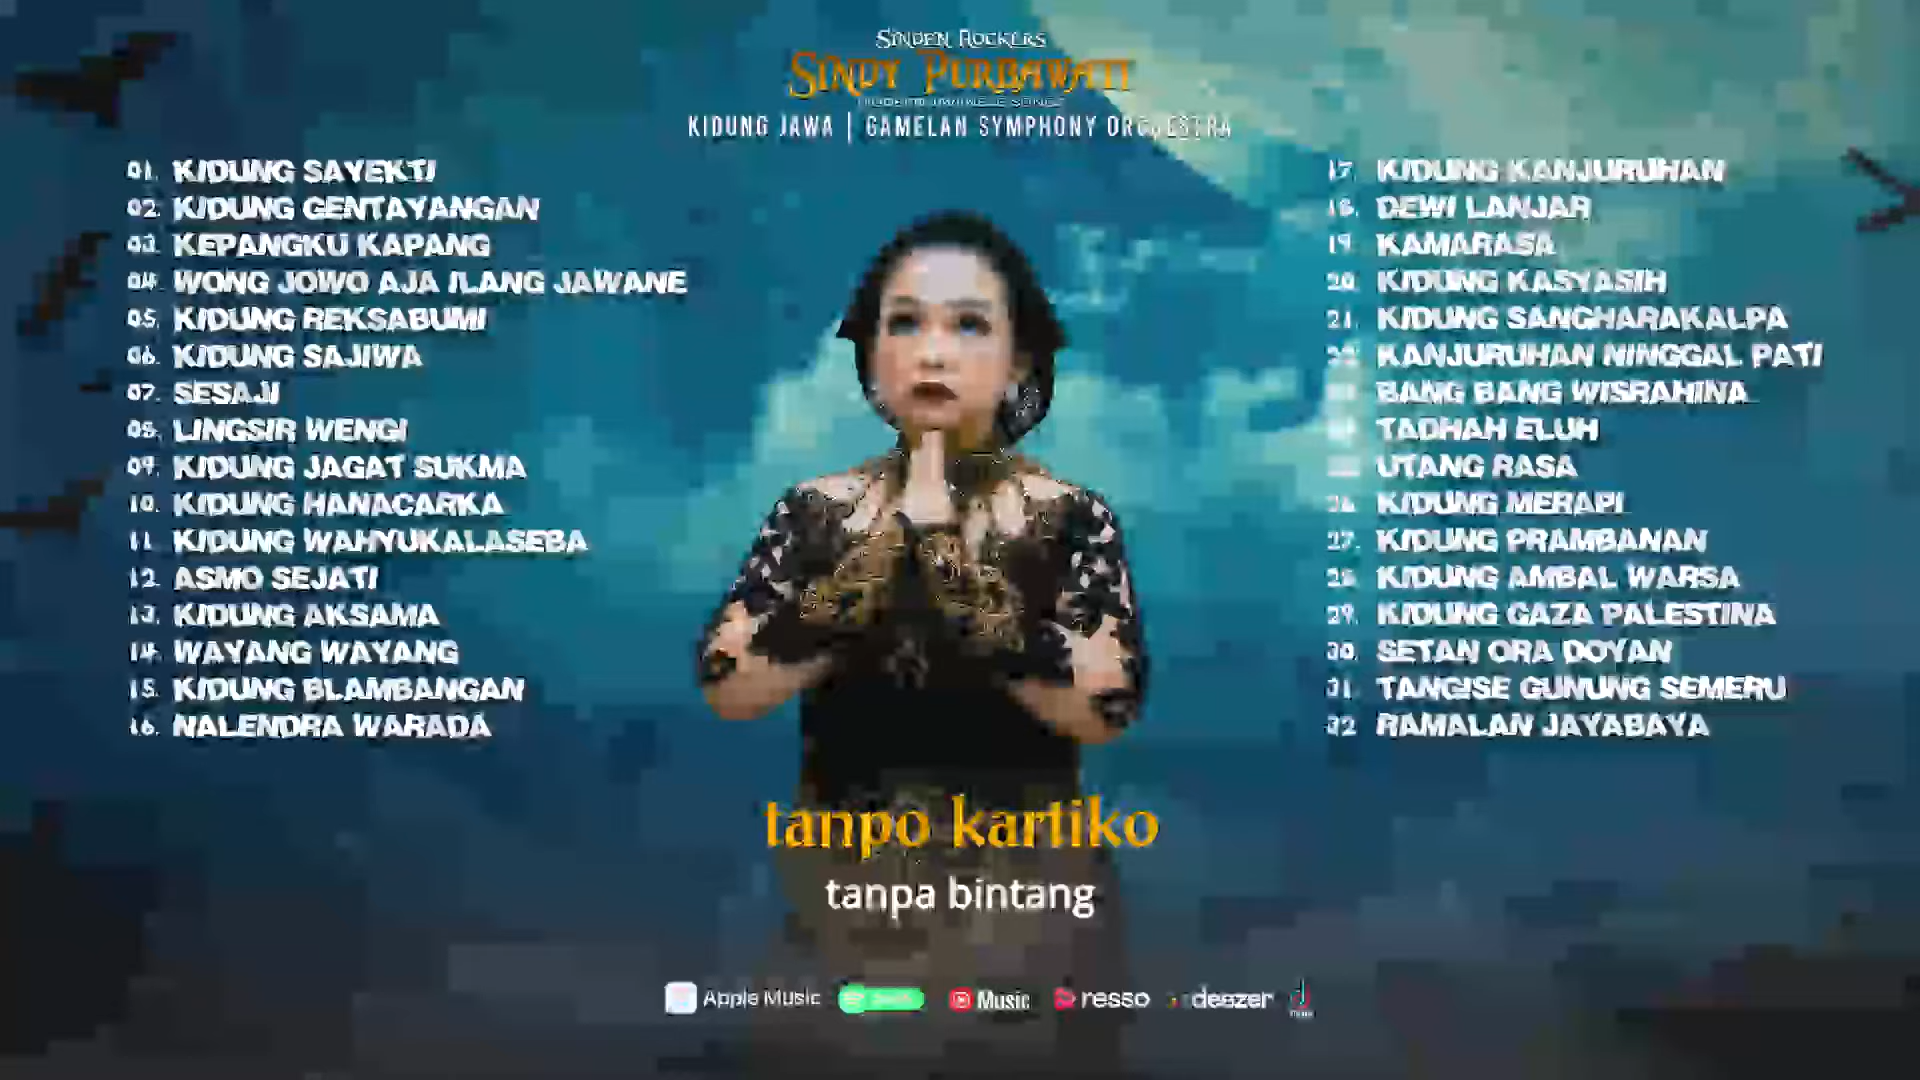 SINDEN ROCKERS
SINDY PURBAWATI
KIDUNG JAWA | GAMELAN SYMPHONY ORCHESTRA
01. KIDUNG SAYEKTI
02. KIDUNG GENTAYANGAN
03. KEPANGKU KAPANG
04. WONG JOWO AJA ILANG JAWANE
05. KIDUNG REKSABUMI
06. KIDUNG SAJIWA
07. SESAJI
08. LINGSIR WENGI
09. KIDUNG JAGAT SUKMA
10. KIDUNG HANACARKA
11. KIDUNG WAHYUKALASEBA
12. ASMO SEJATI
13. KIDUNG AKSAMA
14. WAYANG WAYANG
15. KIDUNG BLAMBANGAN
16. NALENDRA WARADA
17. KIDUNG KANJURUHAN
18. DEWI LANJAR
19. KAMARASA
20. KIDUNG KASYASIH
21. KIDUNG SANGHARAKALPA
22. KANJURUHAN NINGGAL PATI
BANG BANG WISRAHINA
TADHAH ELUH
UTANG RASA
26. KIDUNG MERAPI
27. KIDUNG PRAMBANAN
28. KIDUNG AMBAL WARSA
29. KIDUNG GAZA PALESTINA
30. SETAN ORA DOYAN
31. TANGISE GUNUNG SEMERU
32 RAMALAN JAYABAYA
tanpo kartiko
tanpa bintang
Apple Music
Music
resso
deezer